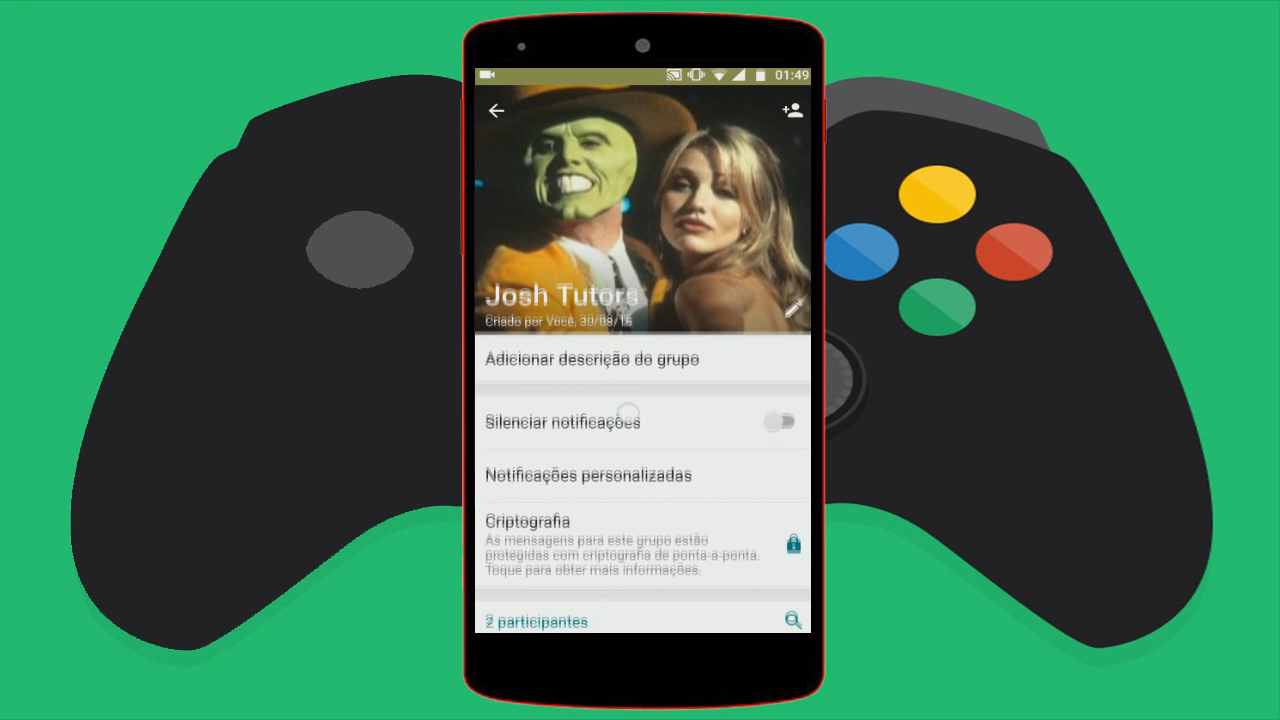 01:49
Josh Tutors
Criado por Você, 30/08/16
Adicionar descrição do grupo
Silenciar notificações
Notificações personalizadas
Criptografia
As mensagens para este grupo estão
protegidas com criptografia de ponta-a-ponta.
Toque para obter mais informações.
2 participantes